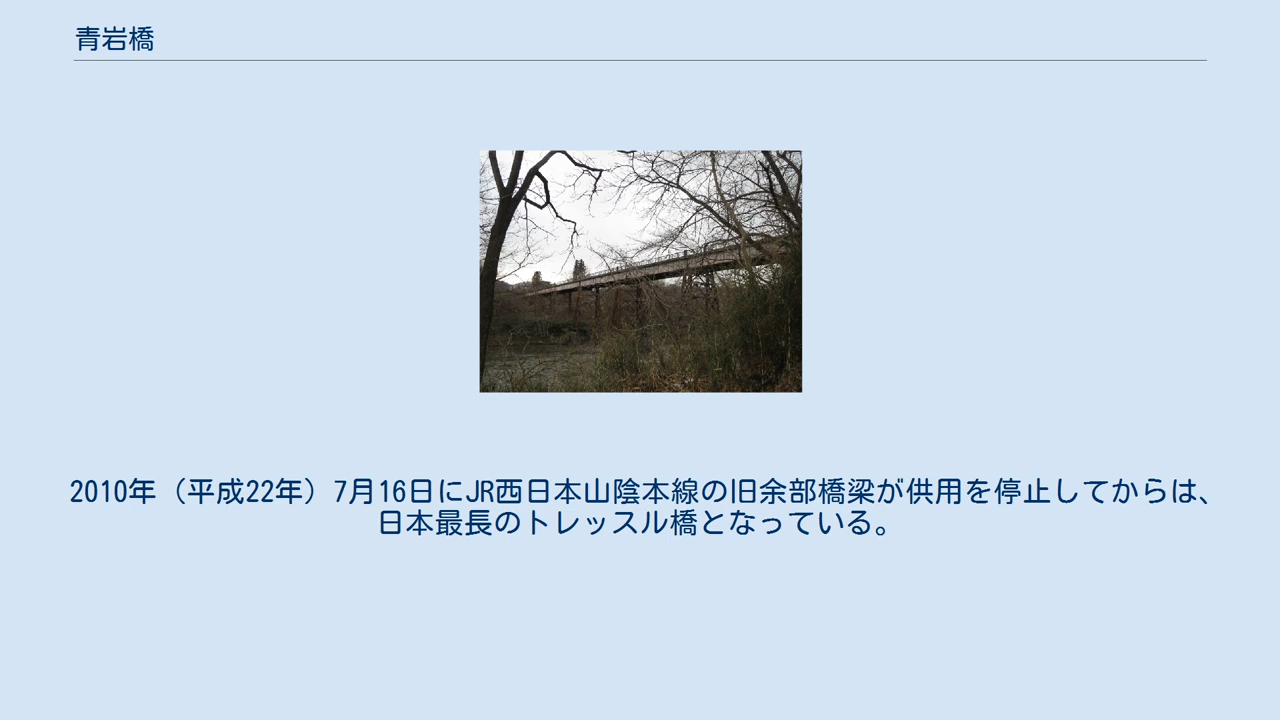 青岩橋
2010年（平成22年）7月16日にJR西日本山陰本線の旧余部橋梁が供用を停止してからは、
日本最長のトレッスル橋となっている。